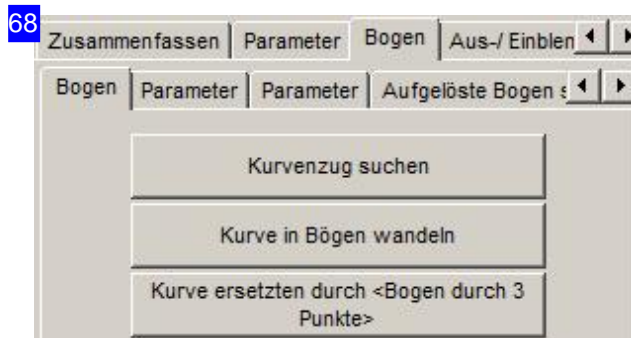 68
Zusammenfassen Parameter Bogen Aus-/ Einblen
Bogen Parameter Parameter Aufgelöste Bogen s
Kurvenzug suchen
Kurve in Bögen wandeln
Kurve ersetzten durch <Bogen durch 3
Punkte>